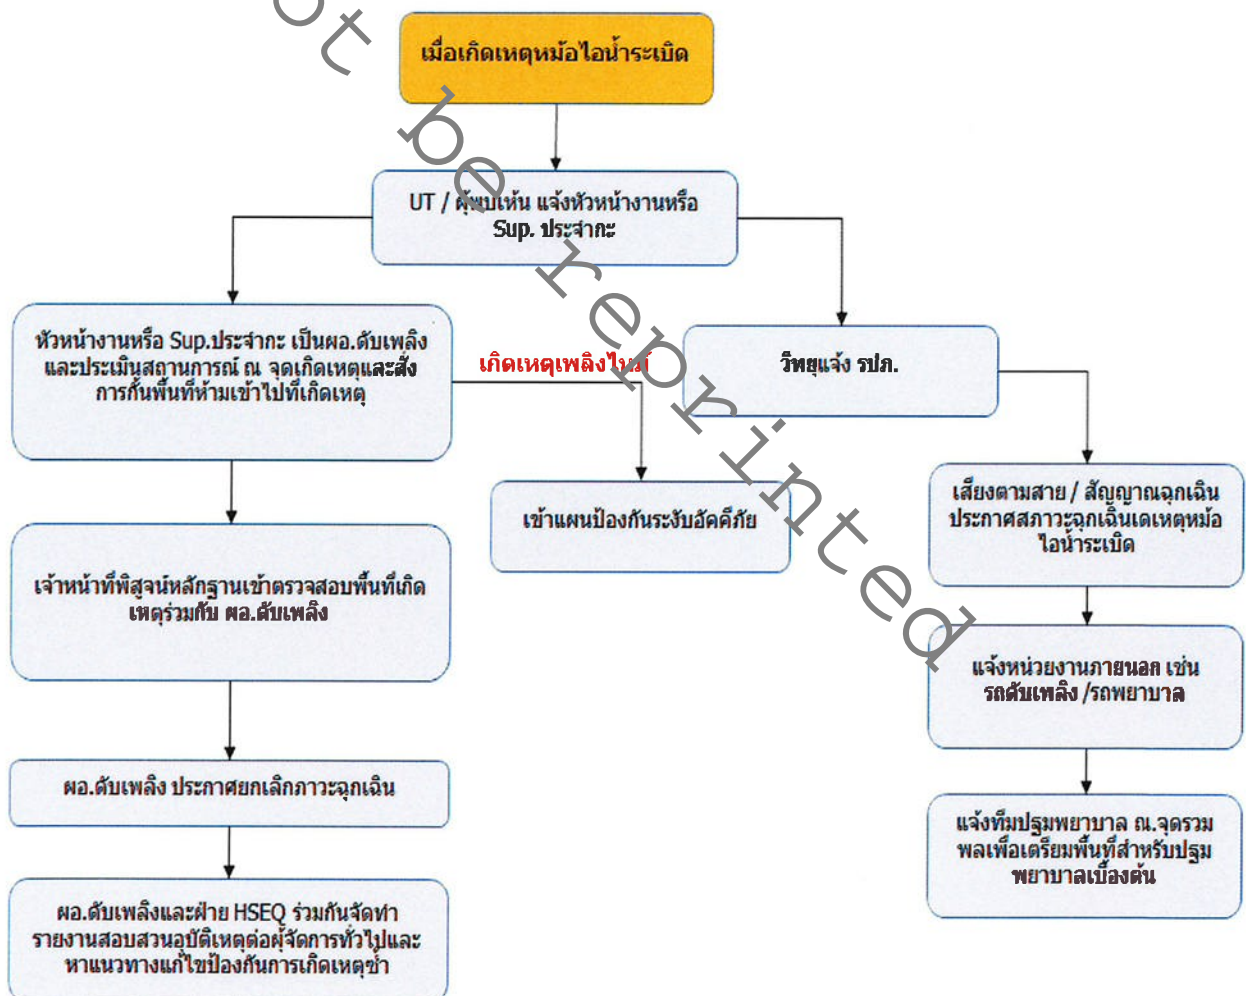 เมื่อเกิดเหตุหม้อไอน้ำระเบิด
UT / ผู้พบเห็น แจ้งหัวหน้างานหรือ
Sup. ประจำกะ
หัวหน้างานหรือ Sup.ประจำกะ เป็นผอ.ดับเพลิง
และประเมินสถานการณ์ ณ จุดเกิดเหตุและสั่ง
การกั้นพื้นที่ห้ามเข้าไปที่เกิดเหตุ
เกิดเหตุเพลิงไหม้
วิทยุแจ้ง รปภ.
เข้าแผนป้องกันระงับอัคคีภัย
เสียงตามสาย / สัญญาณฉุกเฉิน
ประกาศสภาวะฉุกเฉินเดเหตุหม้อ
ไอน้ำระเบิด
เจ้าหน้าที่พิสูจน์หลักฐานเข้าตรวจสอบพื้นที่เกิด
เหตุร่วมกับ ผอ.ดับเพลิง
แจ้งหน่วยงานภายนอก เช่น
รถดับเพลิง /รถพยาบาล
ผอ.ดับเพลิง ประกาศยกเลิกภาวะฉุกเฉิน
แจ้งทีมปฐมพยาบาล ณ.จุดรวม
พลเพื่อเตรียมพื้นที่สำหรับปฐม
พยาบาลเบื้องต้น
ผอ.ดับเพลิงและฝ่าย HSEQ ร่วมกันจัดทำ
รายงานสอบสวนอุบัติเหตุต่อผู้จัดการทั่วไปและ
หาแนวทางแก้ไขป้องกันการเกิดเหตุซ้ำ
not be reprinted